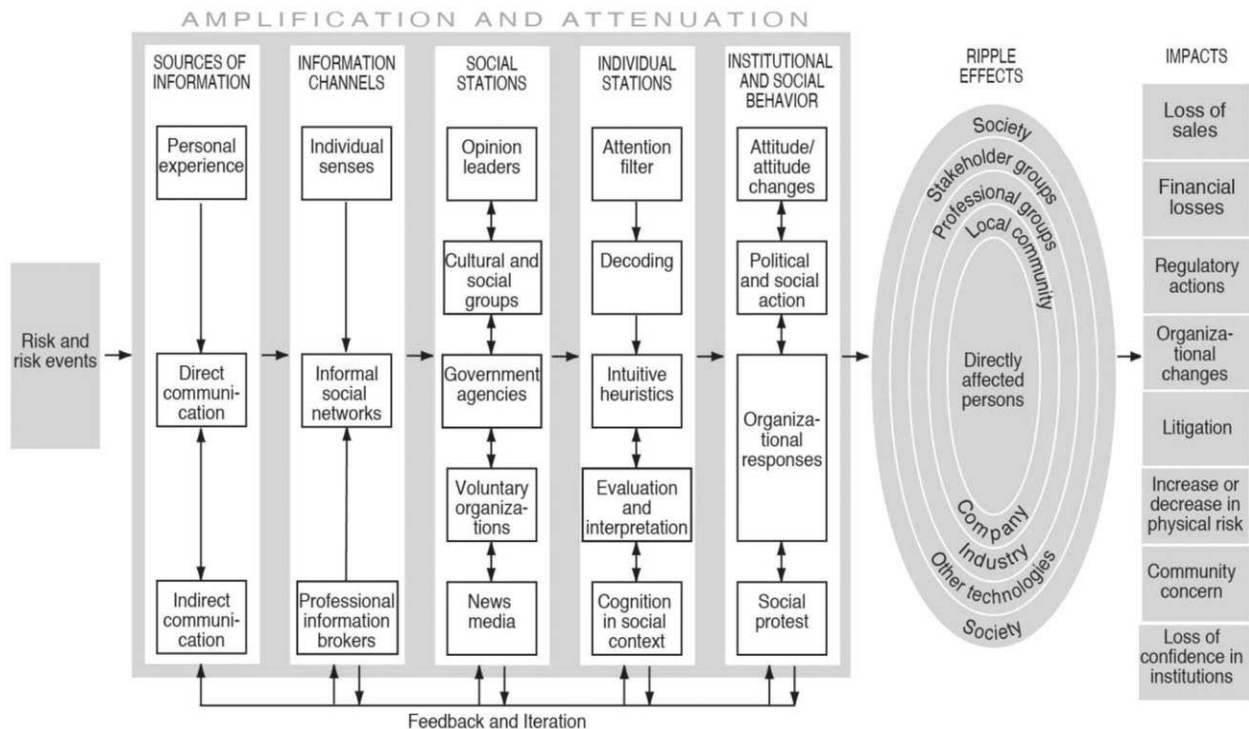 AMPLIFICATION AND ATTENUATION
SOURCES OF
INFORMATION
Personal
experience
Direct
communi-
cation
Indirect
communi-
cation
INFORMATION
CHANNELS
Individual
senses
Informal
social
networks
Professional
information
brokers
SOCIAL
STATIONS
Opinion
leaders
Cultural and
social
groups
Government
agencies
Voluntary
organiza-
tions
News
media
INDIVIDUAL
STATIONS
Attention
filter
Decoding
Intuitive
heuristics
Evaluation and
interpretation
Cognition
in social
context
INSTITUTIONAL
AND SOCIAL
BEHAVIOR
Attitude/
attitude
changes
Political
and social
action
Organiza-
tional
responses
Social
protest
Risk and
risk events
Feedback and Iteration
RIPPLE
EFFECTS
Society
Stakeholder groups
Professional groups
Local community
Directly
affected
persons
Company
Industry
Other technologies
Society
IMPACTS
Loss of
sales
Financial
losses
Regulatory
actions
Organiza-
tional
changes
Litigation
Increase or
decrease in
physical risk
Community
concern
Loss of
confidence in
institutions